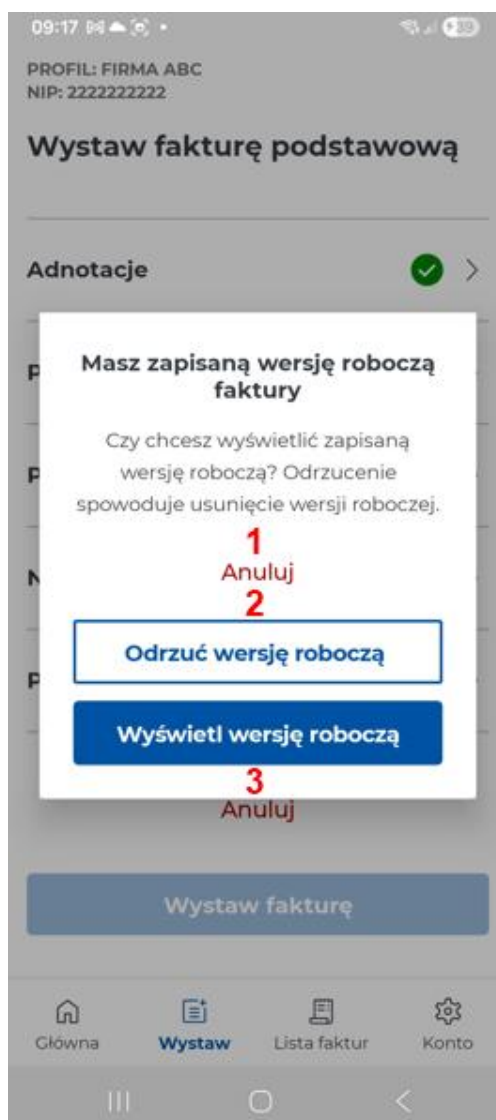 09:17
39
PROFIL: FIRMA ABC
NIP: 2222222222
Wystaw fakturę podstawową
Adnotacje
P
Masz zapisaną wersję roboczą
faktury
P
Czy chcesz wyświetlić zapisaną
wersję roboczą? Odrzucenie
spowoduje usunięcie wersji roboczej.
1
N
Anuluj
2
Odrzuć wersję roboczą
P
Wyświetl wersję roboczą
3
Anuluj
Wystaw fakturę
Główna Wystaw Lista faktur Konto